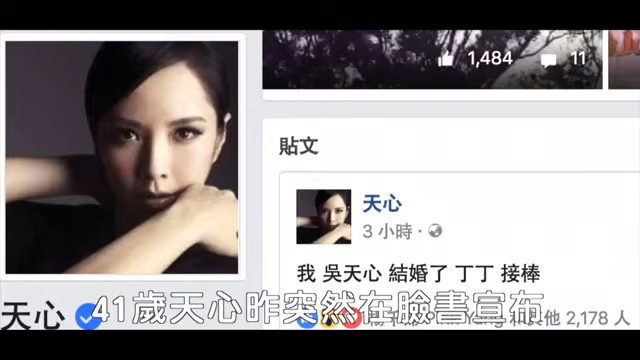 1,484
11
貼文
天心
3 小時
我 吳天心 結婚了 丁丁 接棒
天心
41歲天心昨突然在臉書宣布
其他 2,178 人